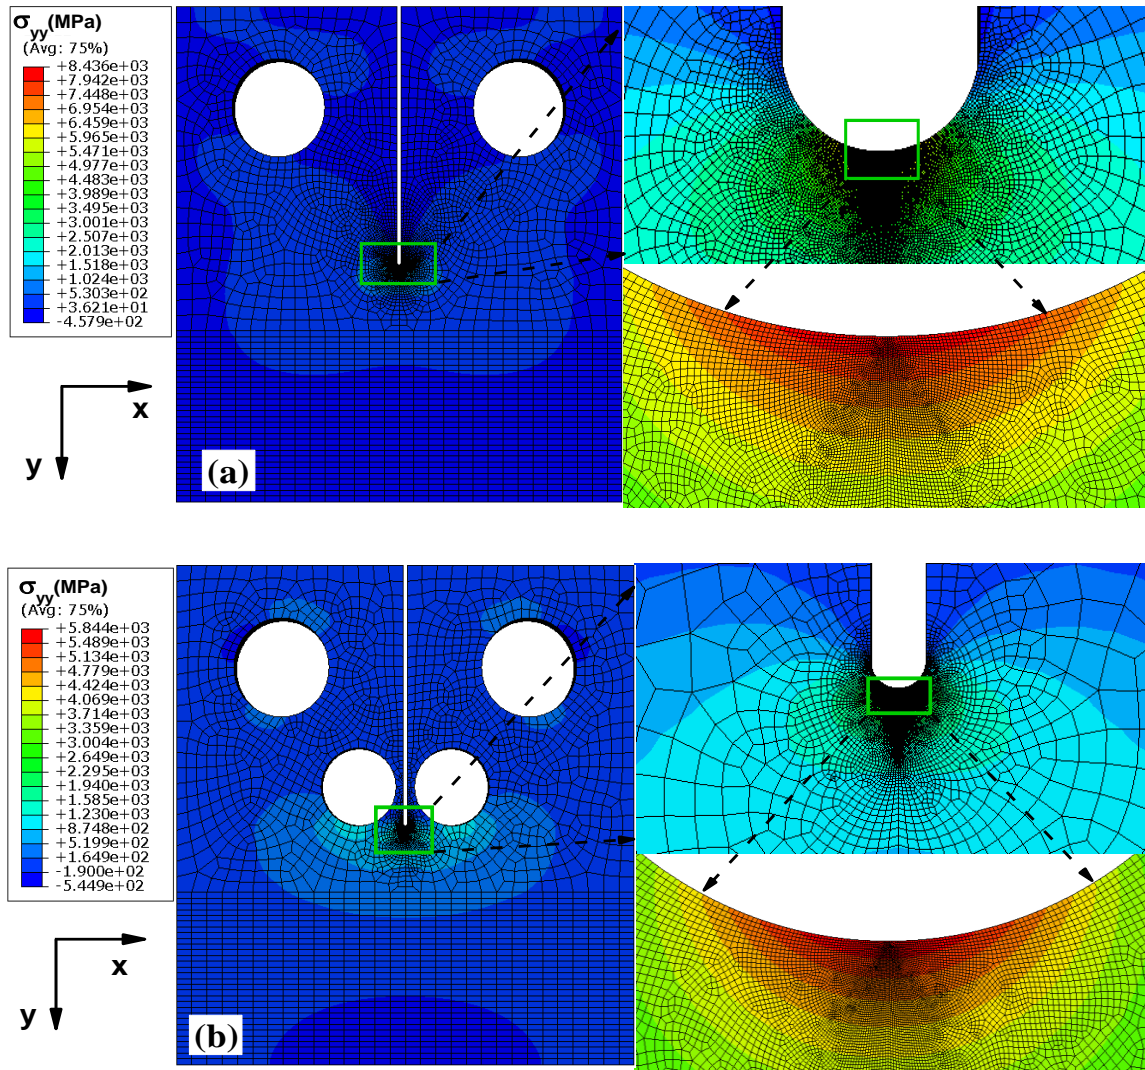 σyy(MPa)
(Avg: 75%)
+8.436e+03
+7.942e+03
+7.448e+03
+6.954e+03
+6.459e+03
+5.965e+03
+5.471e+03
+4.977e+03
+4.483e+03
+3.989e+03
+3.495e+03
+3.001e+03
+2.507e+03
+2.013e+03
+1.518e+03
+1.024e+03
+5.303e+02
+3.621e+01
-4.579e+02
x
y
(a)
σyy(MPa)
(Avg: 75%)
+5.844e+03
+5.489e+03
+5.134e+03
+4.779e+03
+4.424e+03
+4.069e+03
+3.714e+03
+3.359e+03
+3.004e+03
+2.649e+03
+2.295e+03
+1.940e+03
+1.585e+03
+1.230e+03
+8.748e+02
+5.199e+02
+1.649e+02
-1.900e+02
-5.449e+02
x
y
(b)